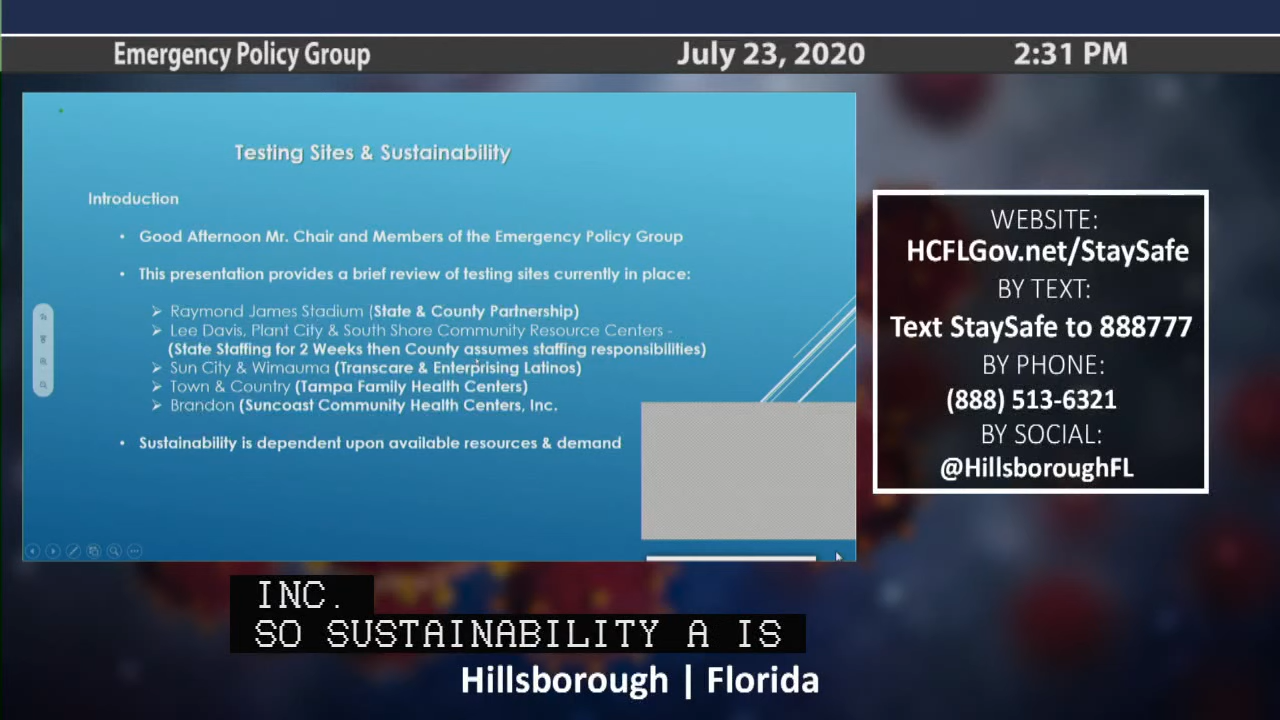 Emergency Policy Group
July 23, 2020
2:31 PM
Testing Sites & Sustainability
Introduction
• Good Afternoon Mr. Chair and Members of the Emergency Policy Group
• This presentation provides a brief review of testing sites currently in place:
➢ Raymond James Stadium (State & County Partnership)
➢ Lee Davis, Plant City & South Shore Community Resource Centers -
(State Staffing for 2 Weeks then County assumes staffing responsibilities)
➢ Sun City & Wimauma (Transcare & Enterprising Latinos)
➢ Town & Country (Tampa Family Health Centers)
➢ Brandon (Suncoast Community Health Centers, Inc.
• Sustainability is dependent upon available resources & demand
WEBSITE:
HCFLGov.net/StaySafe
BY TEXT:
Text StaySafe to 888777
BY PHONE:
(888) 513-6321
BY SOCIAL:
@HillsboroughFL
INC.
SO SUSTAINABILITY A IS
Hillsborough | Florida